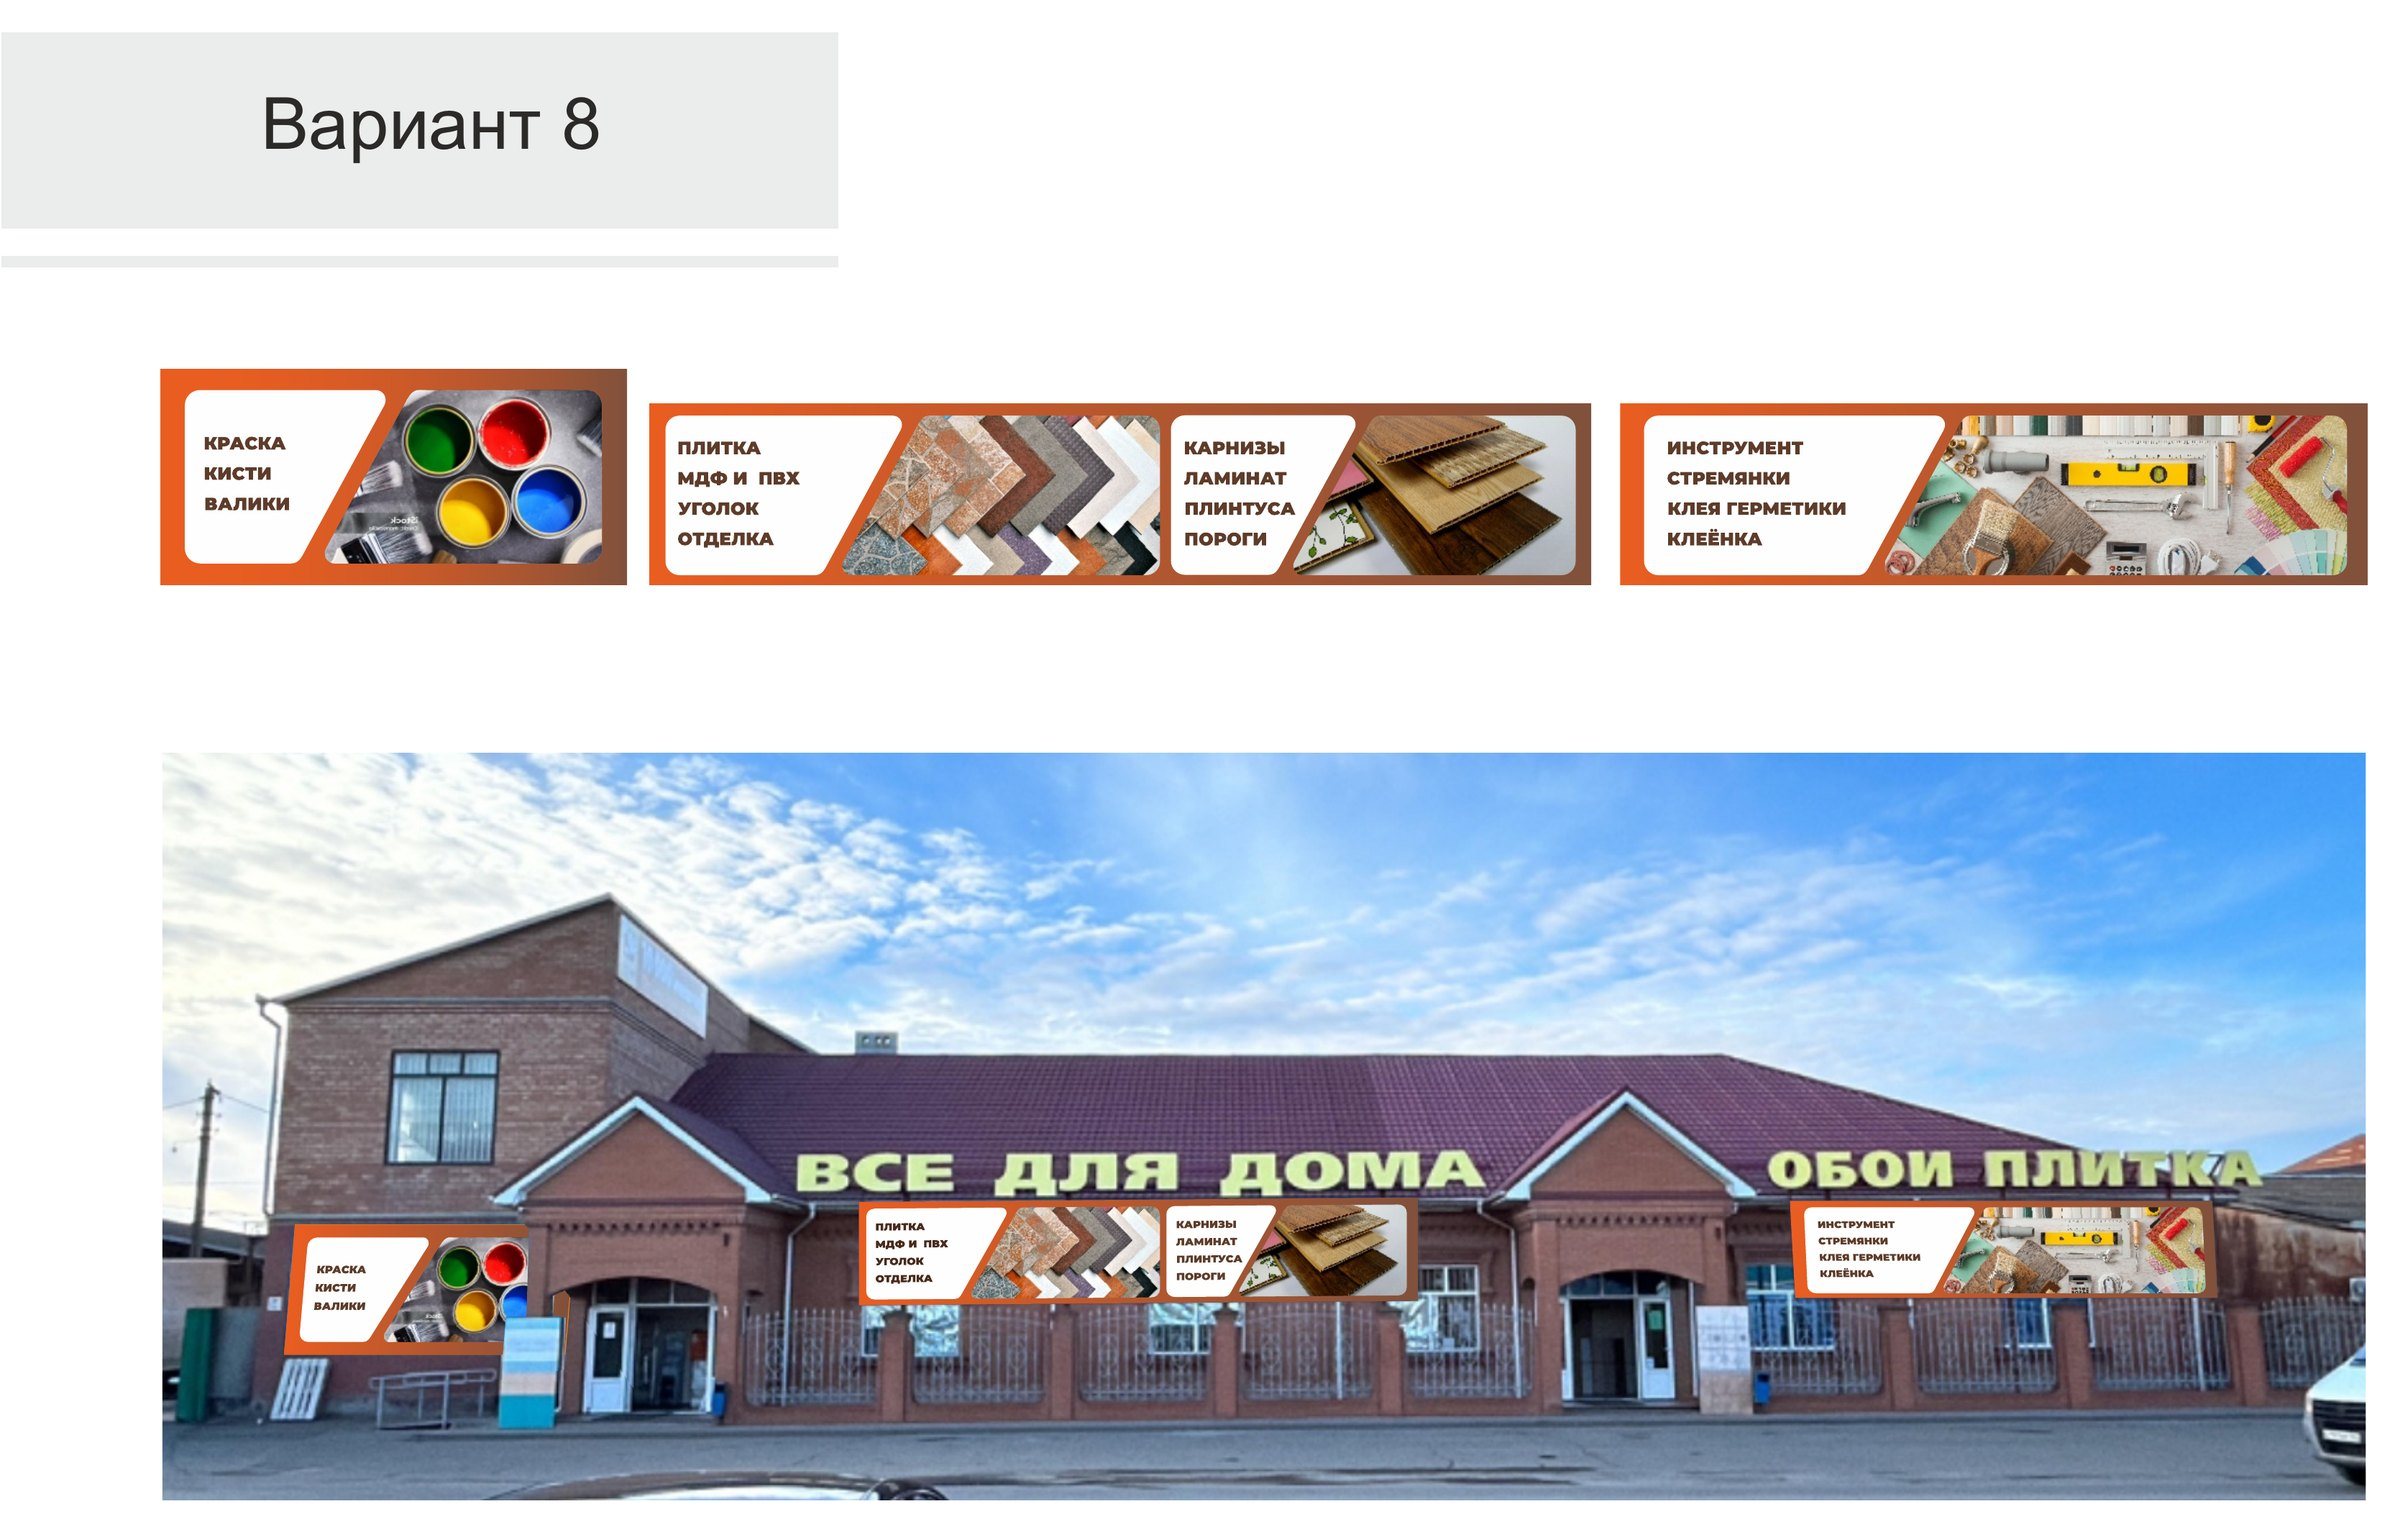 Вариант 8
КРАСКА
КИСТИ
ВАЛИКИ
iStock
ПЛИТКА
МДФ И  ПВХ
УГОЛОК
ОТДЕЛКА
КАРНИЗЫ
ЛАМИНАТ
ПЛИНТУСА
ПОРОГИ
ИНСТРУМЕНТ
СТРЕМЯНКИ
КЛЕЯ ГЕРМЕТИКИ
КЛЕЁНКА
ВСЕ ДЛЯ ДОМА
ОБОИ ПЛИТКА
КРАСКА
КИСТИ
ВАЛИКИ
ПЛИТКА
МДФ И  ПВХ
УГОЛОК
ОТДЕЛКА
КАРНИЗЫ
ЛАМИНАТ
ПЛИНТУСА
ПОРОГИ
ИНСТРУМЕНТ
СТРЕМЯНКИ
КЛЕЯ ГЕРМЕТИКИ
КЛЕЁНКА